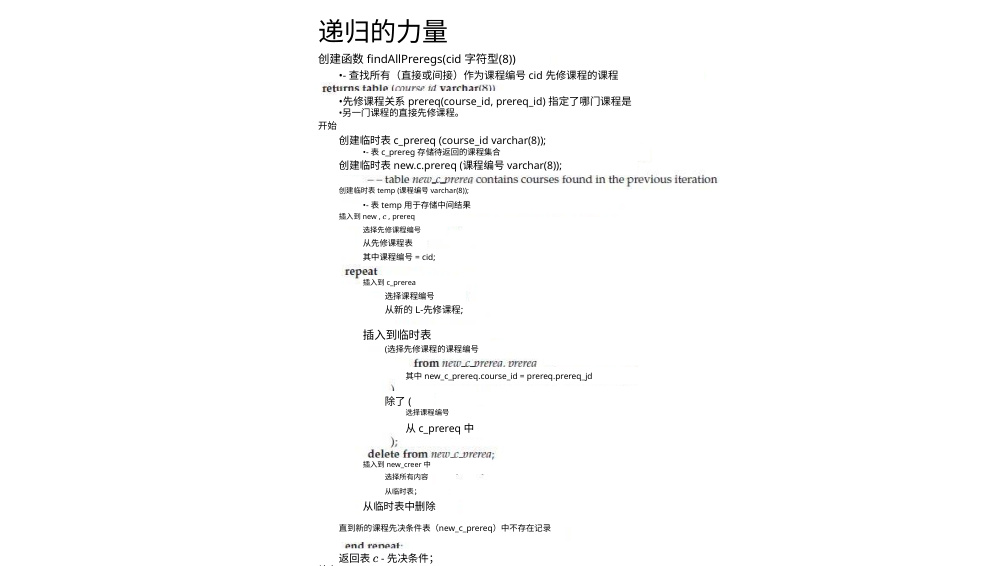 递归的力量
创建函数 findAllPreregs(cid 字符型(8))
•- 查找所有（直接或间接）作为课程编号 cid 先修课程的课程
returns table (course_id varchar(8))
•先修课程关系 prereq(course_id, prereq_id) 指定了哪门课程是
•另一门课程的直接先修课程。
开始
创建临时表 c_prereq (course_id varchar(8));
•- 表 c_prereg 存储待返回的课程集合
创建临时表 new.c.prereq (课程编号 varchar(8));
-- table new_c_prereq contains courses found in the previous iteration
创建临时表 temp (课程编号 varchar(8));
•- 表 temp 用于存储中间结果
插入到 new , c , prereq
选择先修课程编号
从先修课程表
其中课程编号 = cid;
repeat
插入到 c_prerea
选择课程编号
从新的 L-先修课程;
插入到临时表
(选择先修课程的课程编号
from new_c_prereq, prereq
其中 new_c_prereq.course_id = prereq.prereq_jd
)
除了 (
选择课程编号
从 c_prereq 中
);
delete from new_c_prereq;
插入到 new_creer 中
选择所有内容
从临时表；
从临时表中删除
直到新的课程先决条件表（new_c_prereq）中不存在记录
end repeat;
返回表 c - 先决条件；